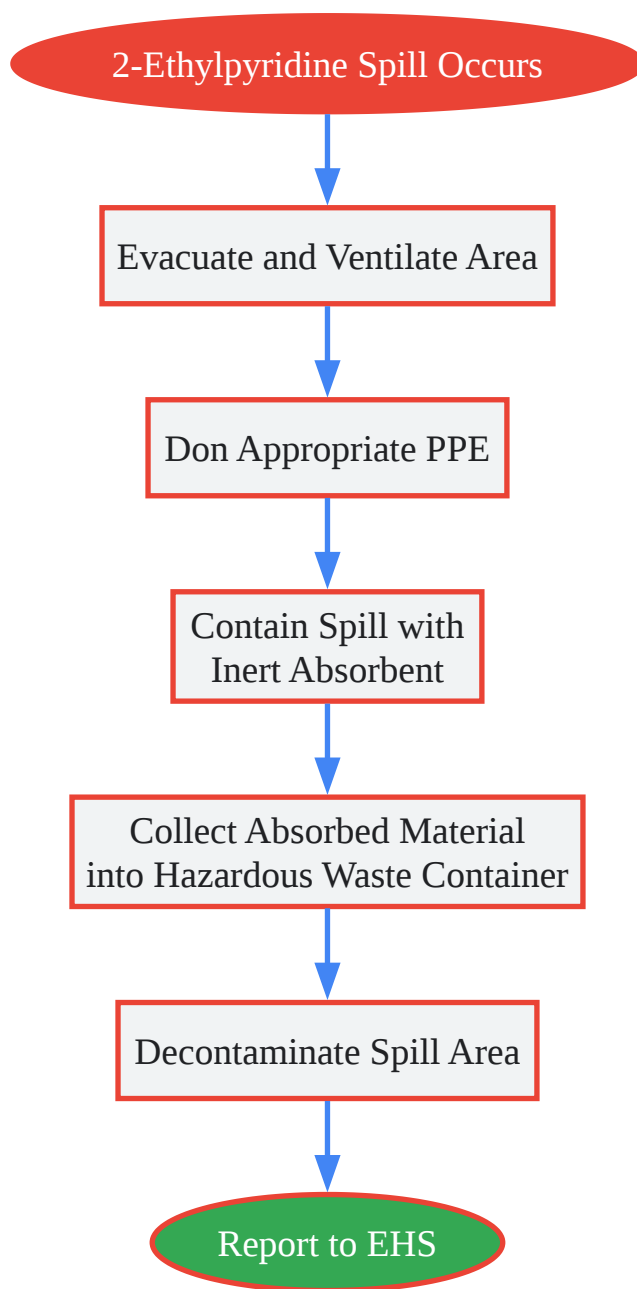 2-Ethylpyridine Spill Occurs
Evacuate and Ventilate Area
Don Appropriate PPE
Contain Spill with
Inert Absorbent
Collect Absorbed Material
into Hazardous Waste Container
Decontaminate Spill Area
Report to EHS